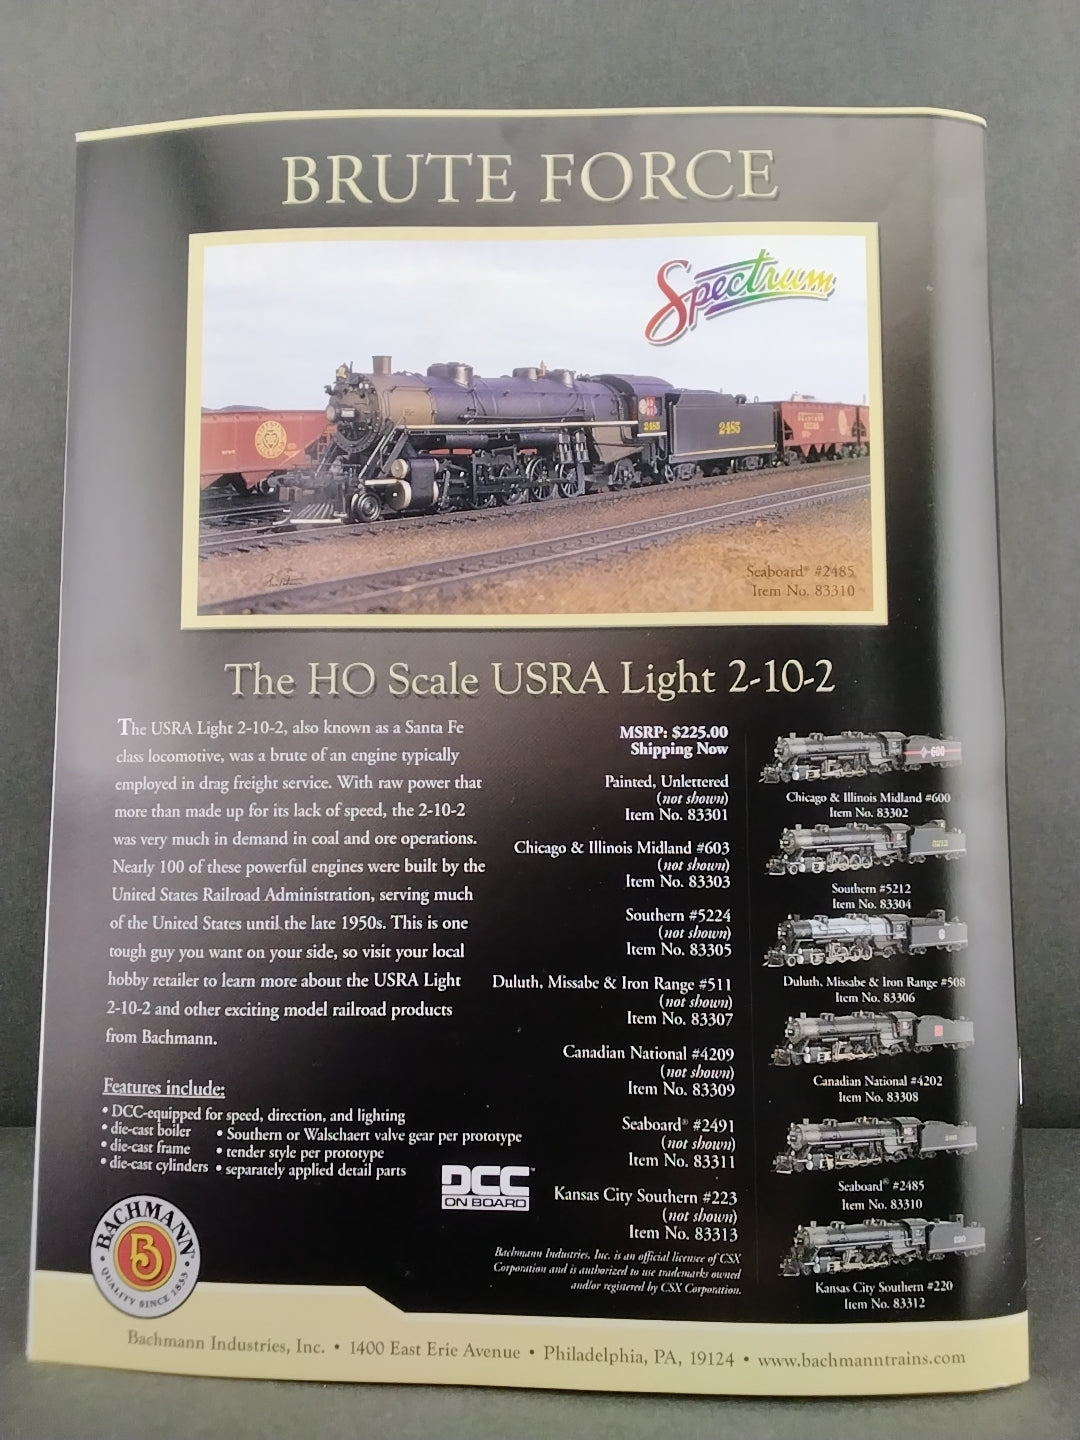 BRUTE FORCE
Spectrum
2485
2485
Seaboard® #2485
Item No. 83310
The HO Scale USRA Light 2-10-2
The USRA Light 2-10-2, also known as a Santa Fe
class locomotive, was a brute of an engine typically
employed in drag freight service. With raw power that
more than made up for its lack of speed, the 2-10-2
was very much in demand in coal and ore operations.
Nearly 100 of these powerful engines were built by the
United States Railroad Administration, serving much
of the United States until the late 1950s. This is one
tough guy you want on your side, so visit your local
hobby retailer to learn more about the USRA Light
2-10-2 and other exciting model railroad products
from Bachmann.
Features include:
• DCC-equipped for speed, direction, and lighting
• die-cast boiler
• die-cast frame
• die-cast cylinders
• Southern or Walschaert valve gear per prototype
• tender style per prototype
• separately applied detail parts
DCC™
ON BOARD
MSRP: $225.00
Shipping Now
Painted, Unlettered
(not shown)
Item No. 83301
Chicago & Illinois Midland #603
(not shown)
Item No. 83303
Southern #5224
(not shown)
Item No. 83305
Duluth, Missabe & Iron Range #511
(not shown)
Item No. 83307
Canadian National #4209
(not shown)
Item No. 83309
Seaboard® #2491
(not shown)
Item No. 83311
Kansas City Southern #223
(not shown)
Item No. 83313
Bachmann Industries, Inc. is an official licensee of CSX
Corporation and is authorized to use trademarks owned
and/or registered by CSX Corporation.
600
Chicago & Illinois Midland #600
Item No. 83302
Southern #5212
Item No. 83304
Duluth, Missabe & Iron Range #508
Item No. 83306
Canadian National #4202
Item No. 83308
Seaboard® #2485
Item No. 83310
220
Kansas City Southern #220
Item No. 83312
BACHMANN
B
QUALITY SINCE 1833
Bachmann Industries, Inc. • 1400 East Erie Avenue • Philadelphia, PA, 19124 • www.bachmanntrains.com